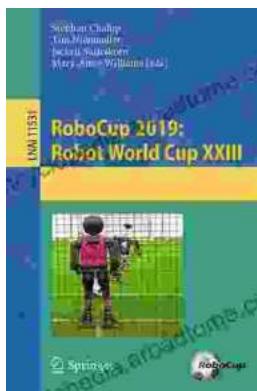 Stephan Chalup
Tim Niemueller
Jackrit Suthakorn
Mary-Anne Williams (Eds.)
LNAI 11531
RoboCup 2019:
Robot World Cup XXIII
Springer
RoboCup